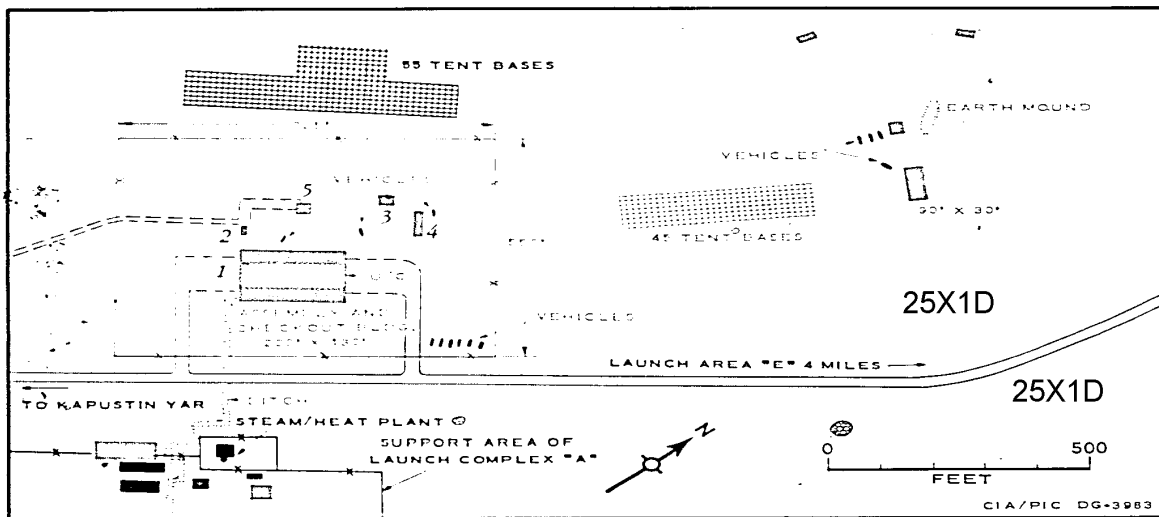 55 TENT BASES
EARTH MOUND
VEHICLES
VEHICLES
5
3
4
2
90' X 30'
45 TENT BASES
1
25X1D
ASSEMBLY AND
CHECKOUT BLDG.
VEHICLES
LAUNCH AREA "E" 4 MILES
25X1D
TO KAPUSTIN YAR
DITCH
STEAM/HEAT PLANT
SUPPORT AREA OF
LAUNCH COMPLEX "A"
N
0
500
FEET
CIA/PIC DG-3983